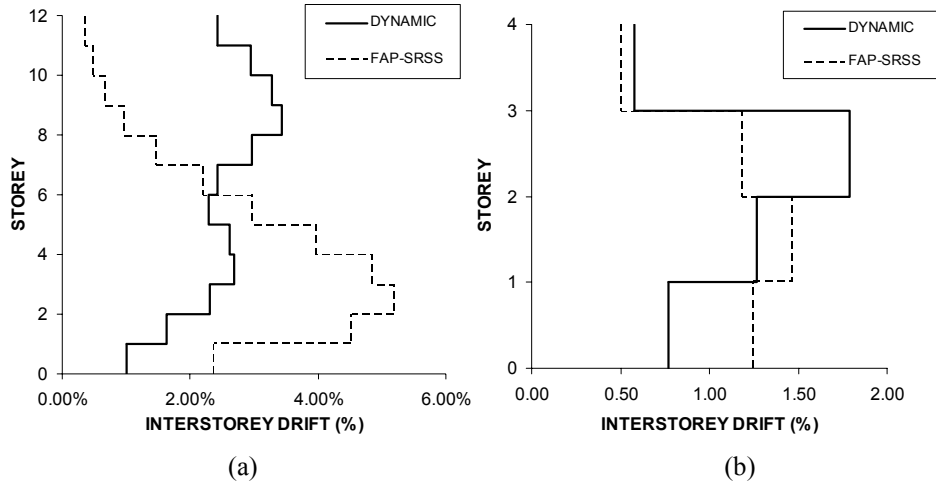 12
10
8
6
4
2
0
STOREY
DYNAMIC
FAP-SRSS
0.00% 2.00% 4.00% 6.00%
INTERSTOREY DRIFT (%)
(a)
4
3
2
1
0
STOREY
DYNAMIC
FAP-SRSS
0.00 0.50 1.00 1.50 2.00
INTERSTOREY DRIFT (%)
(b)